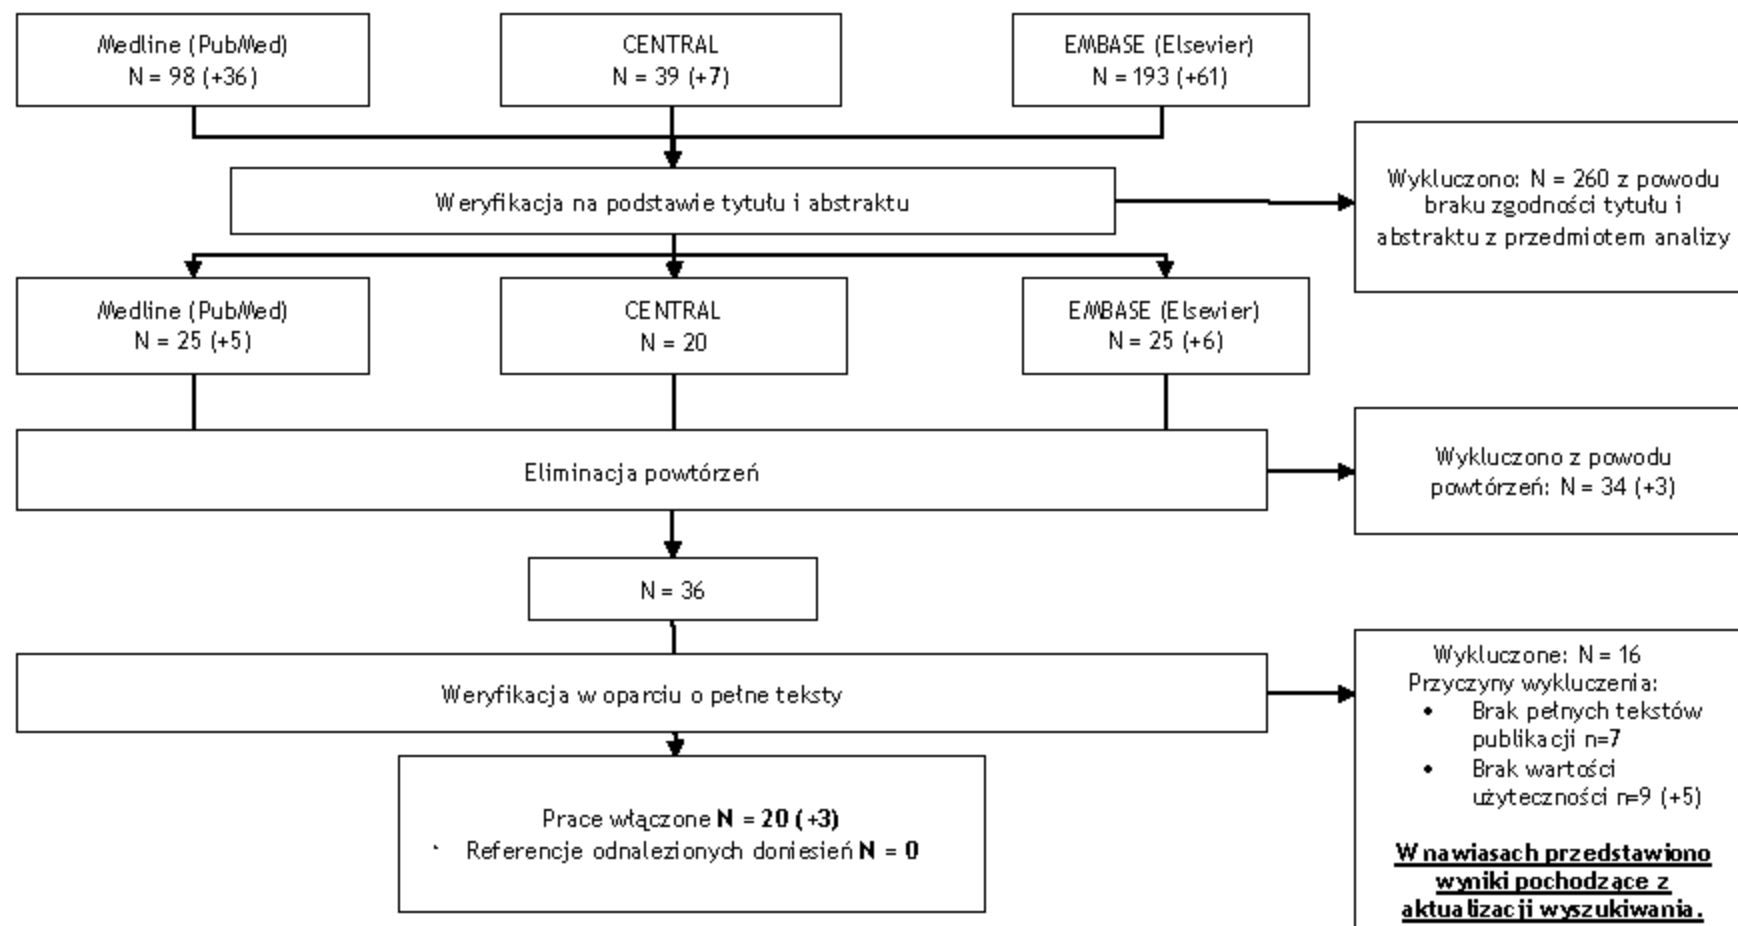 Medline (PubMed)
N = 98 (+36)
CENTRAL
N = 39 (+7)
EMBASE (Elsevier)
N = 193 (+61)
Weryfikacja na podstawie tytułu i abstraktu
Wykluczono: N = 260 z powodu
braku zgodności tytułu i
abstraktu z przedmiotem analizy
Medline (PubMed)
N = 25 (+5)
CENTRAL
N = 20
EMBASE (Elsevier)
N = 25 (+6)
Eliminacja powtórzeń
Wykluczono z powodu
powtórzeń: N = 34 (+3)
N = 36
Weryfikacja w oparciu o pełne teksty
Wykluczone: N = 16
Przyczyny wykluczenia:
• Brak pełnych tekstów
publikacji n=7
• Brak wartości
użyteczności n=9 (+5)
W nawiasach przedstawiono
wyniki pochodzące z
aktualizacji wyszukiwania.
Prace włączone N = 20 (+3)
• Referencje odnalezionych doniesień N = 0